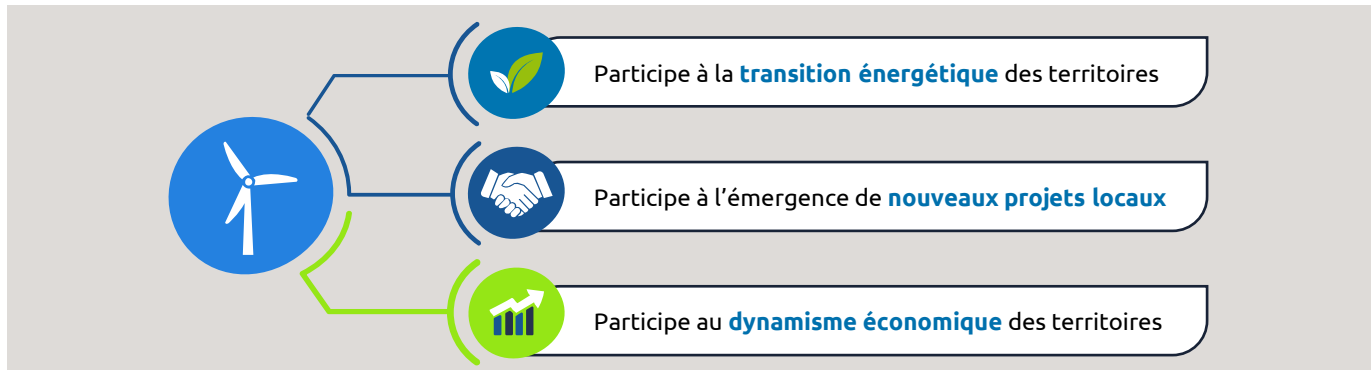 Participe à la transition énergétique des territoires
Participe à l’émergence de nouveaux projets locaux
Participe au dynamisme économique des territoires